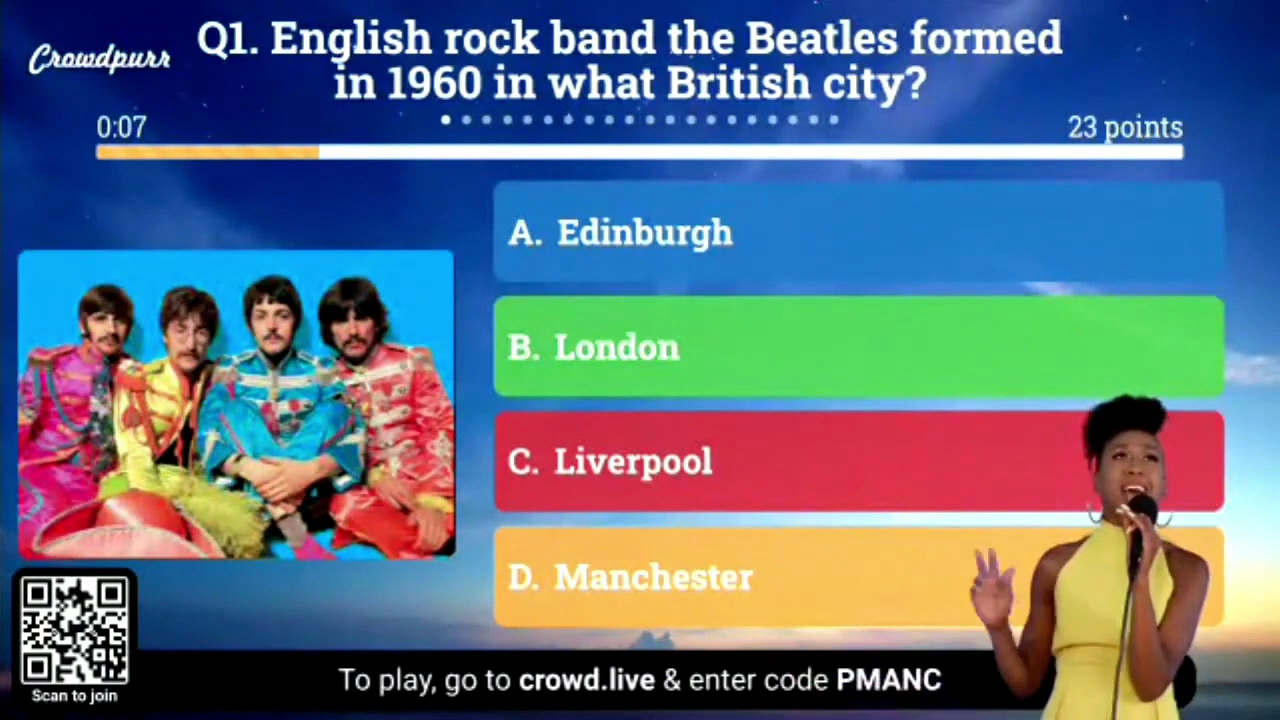 Crowdpurr
Q1. English rock band the Beatles formed
in 1960 in what British city?
0:07
23 points
A. Edinburgh
B. London
C. Liverpool
D. Manchester
Scan to join
To play, go to crowd.live & enter code PMANC